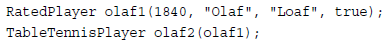 RatedPlayer olaf1(1840, "Olaf", "Loaf", true);
TableTennisPlayer olaf2(olaf1);